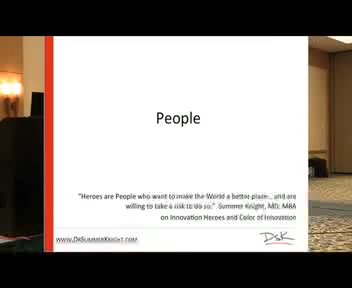 People
"Heroes are People who want to make the World a better place... and are
willing to take a risk to do so." Summer Knight, MD, MBA
on Innovation Heroes and Color of Innovation
WWW.DRSUMMERKNIGHT.COM
DSK